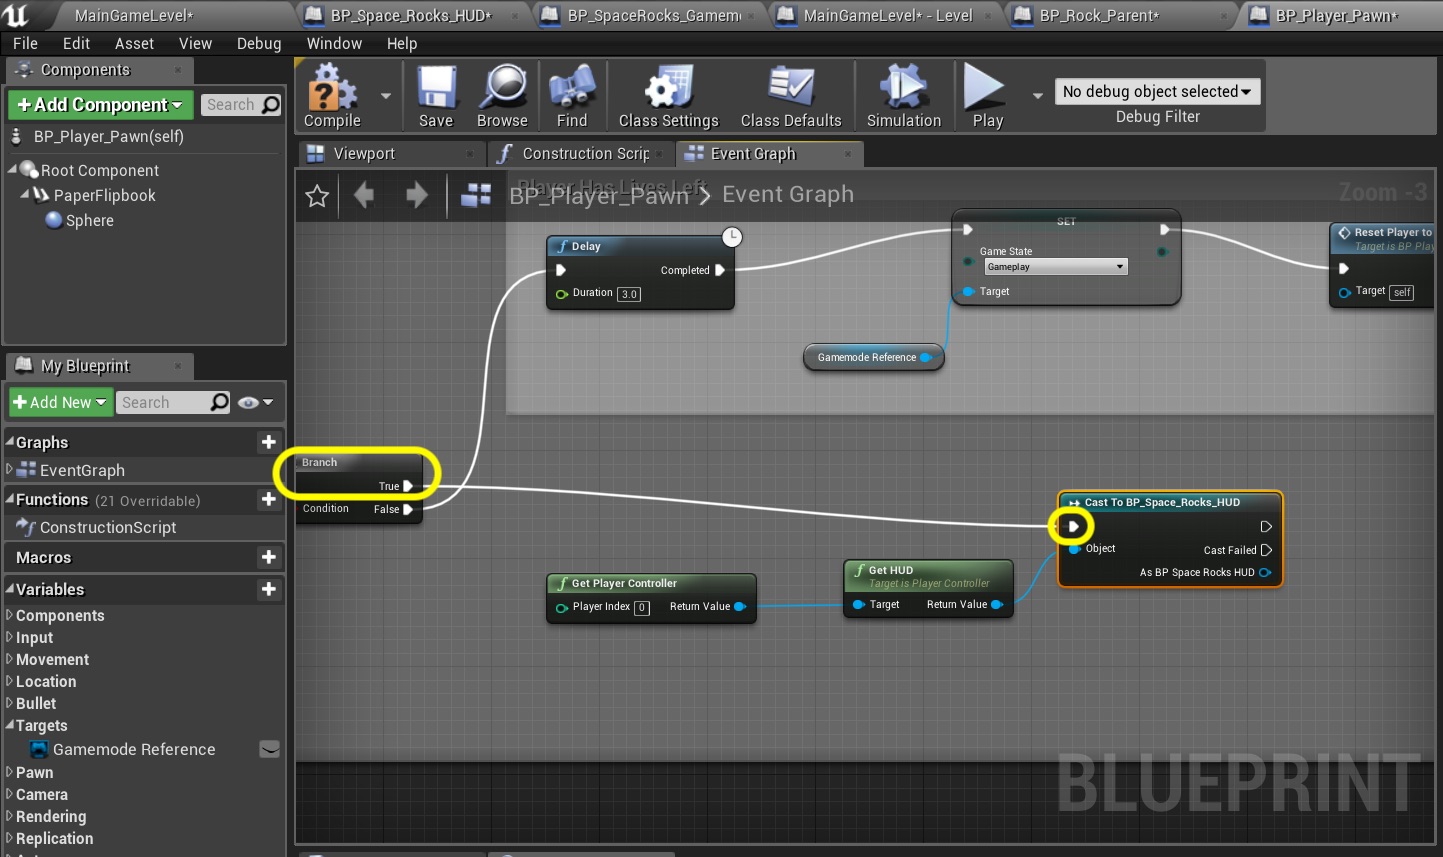 MainGameLevel*
BP_Space_Rocks_HUD*
BP_SpaceRocks_Gamem
MainGameLevel* - Level
BP_Rock_Parent*
BP_Player_Pawn*
File Edit Asset View Debug Window Help
Components
+Add Component
Search
BP_Player_Pawn(self)
Root Component
PaperFlipbook
Sphere
Compile
Save
Browse
Find
Class Settings
Class Defaults
Simulation
Play
No debug object selected
Debug Filter
Viewport
Construction Scrip
Event Graph
Player Has Lives Left
BP_Player_Pawn > Event Graph
Zoom -3
Delay
Completed
Duration 3.0
SET
Game State
Gameplay
Target
Reset Player to
Target is BP Play
Target self
Gamemode Reference
My Blueprint
+Add New
Search
Graphs
EventGraph
Functions (21 Overridable)
ConstructionScript
Macros
Variables
Components
Input
Movement
Location
Bullet
Targets
Gamemode Reference
Pawn
Camera
Rendering
Replication
Branch
True
Condition False
Cast To BP_Space_Rocks_HUD
Object
Cast Failed
As BP Space Rocks HUD
Get Player Controller
Player Index 0 Return Value
Get HUD
Target is Player Controller
Target Return Value
BLUEPRINT